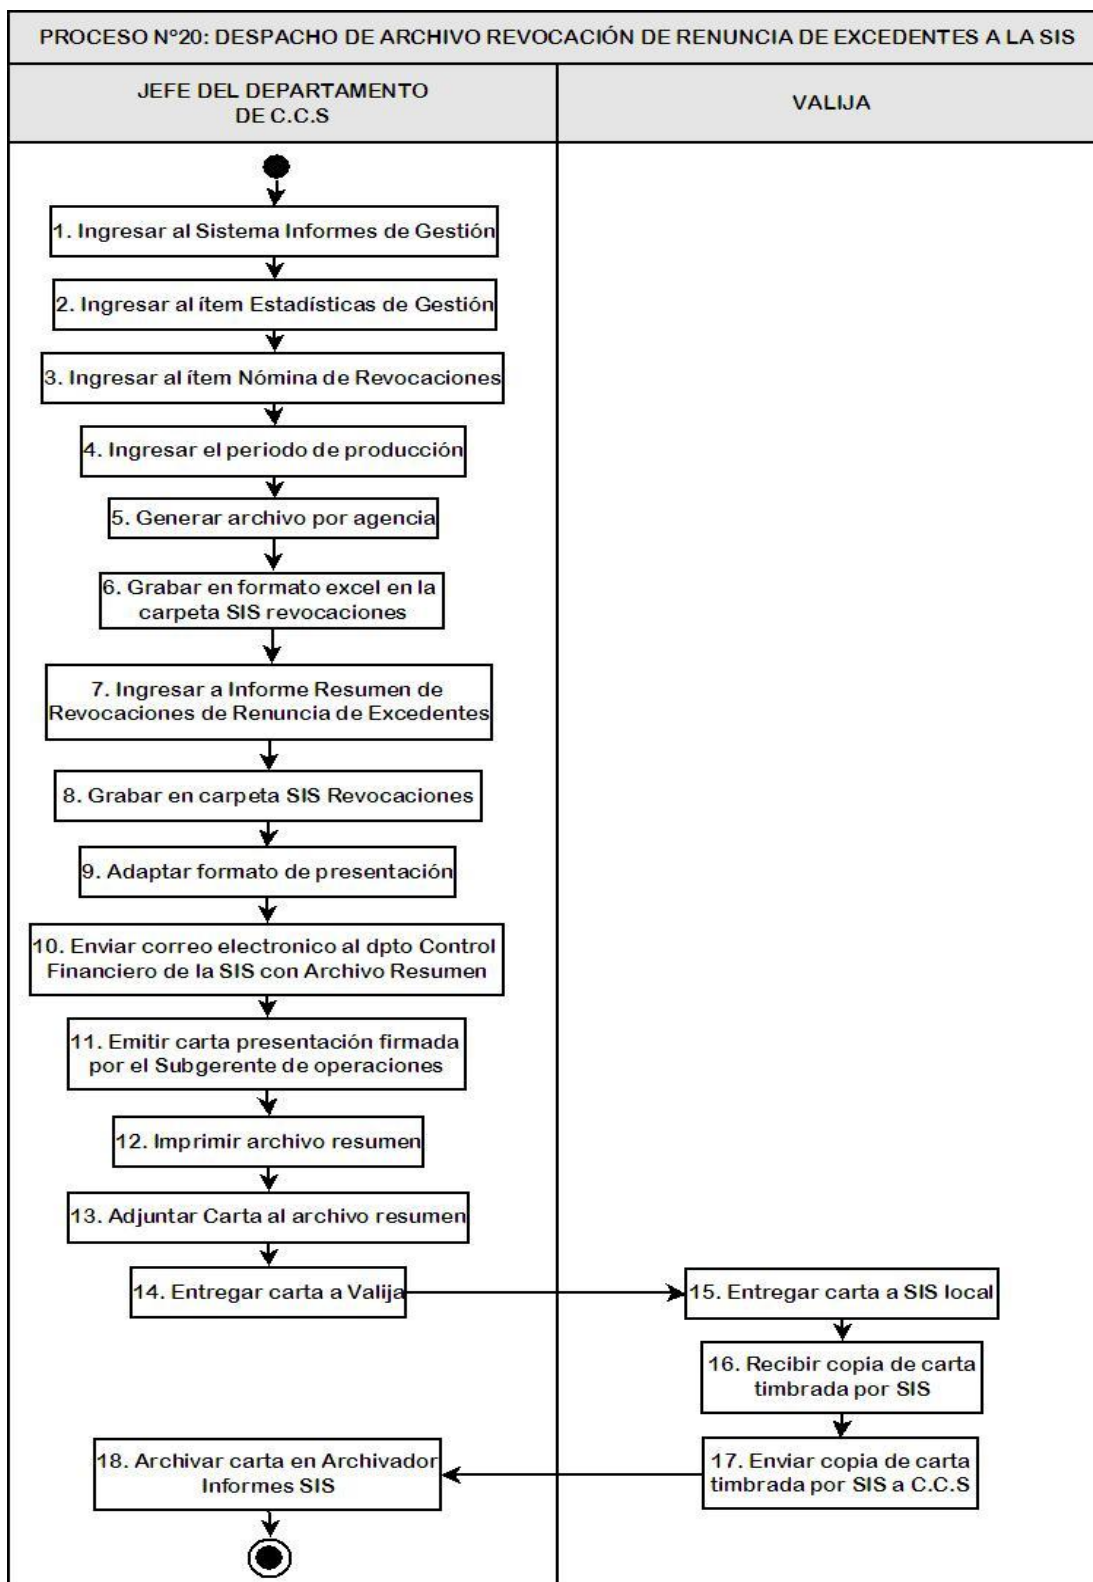 PROCESO N°20: DESPACHO DE ARCHIVO REVOCACIÓN DE RENUNCIA DE EXCEDENTES A LA SIS
JEFE DEL DEPARTAMENTO
DE C.C.S
VALIJA
1. Ingresar al Sistema Informes de Gestión
2. Ingresar al ítem Estadísticas de Gestión
3. Ingresar al ítem Nómina de Revocaciones
4. Ingresar el periodo de producción
5. Generar archivo por agencia
6. Grabar en formato excel en la
carpeta SIS revocaciones
7. Ingresar a Informe Resumen de
Revocaciones de Renuncia de Excedentes
8. Grabar en carpeta SIS Revocaciones
9. Adaptar formato de presentación
10. Enviar correo electronico al dpto Control
Financiero de la SIS con Archivo Resumen
11. Emitir carta presentación firmada
por el Subgerente de operaciones
12. Imprimir archivo resumen
13. Adjuntar Carta al archivo resumen
14. Entregar carta a Valija
15. Entregar carta a SIS local
16. Recibir copia de carta
timbrada por SIS
17. Enviar copia de carta
timbrada por SIS a C.C.S
18. Archivar carta en Archivador
Informes SIS